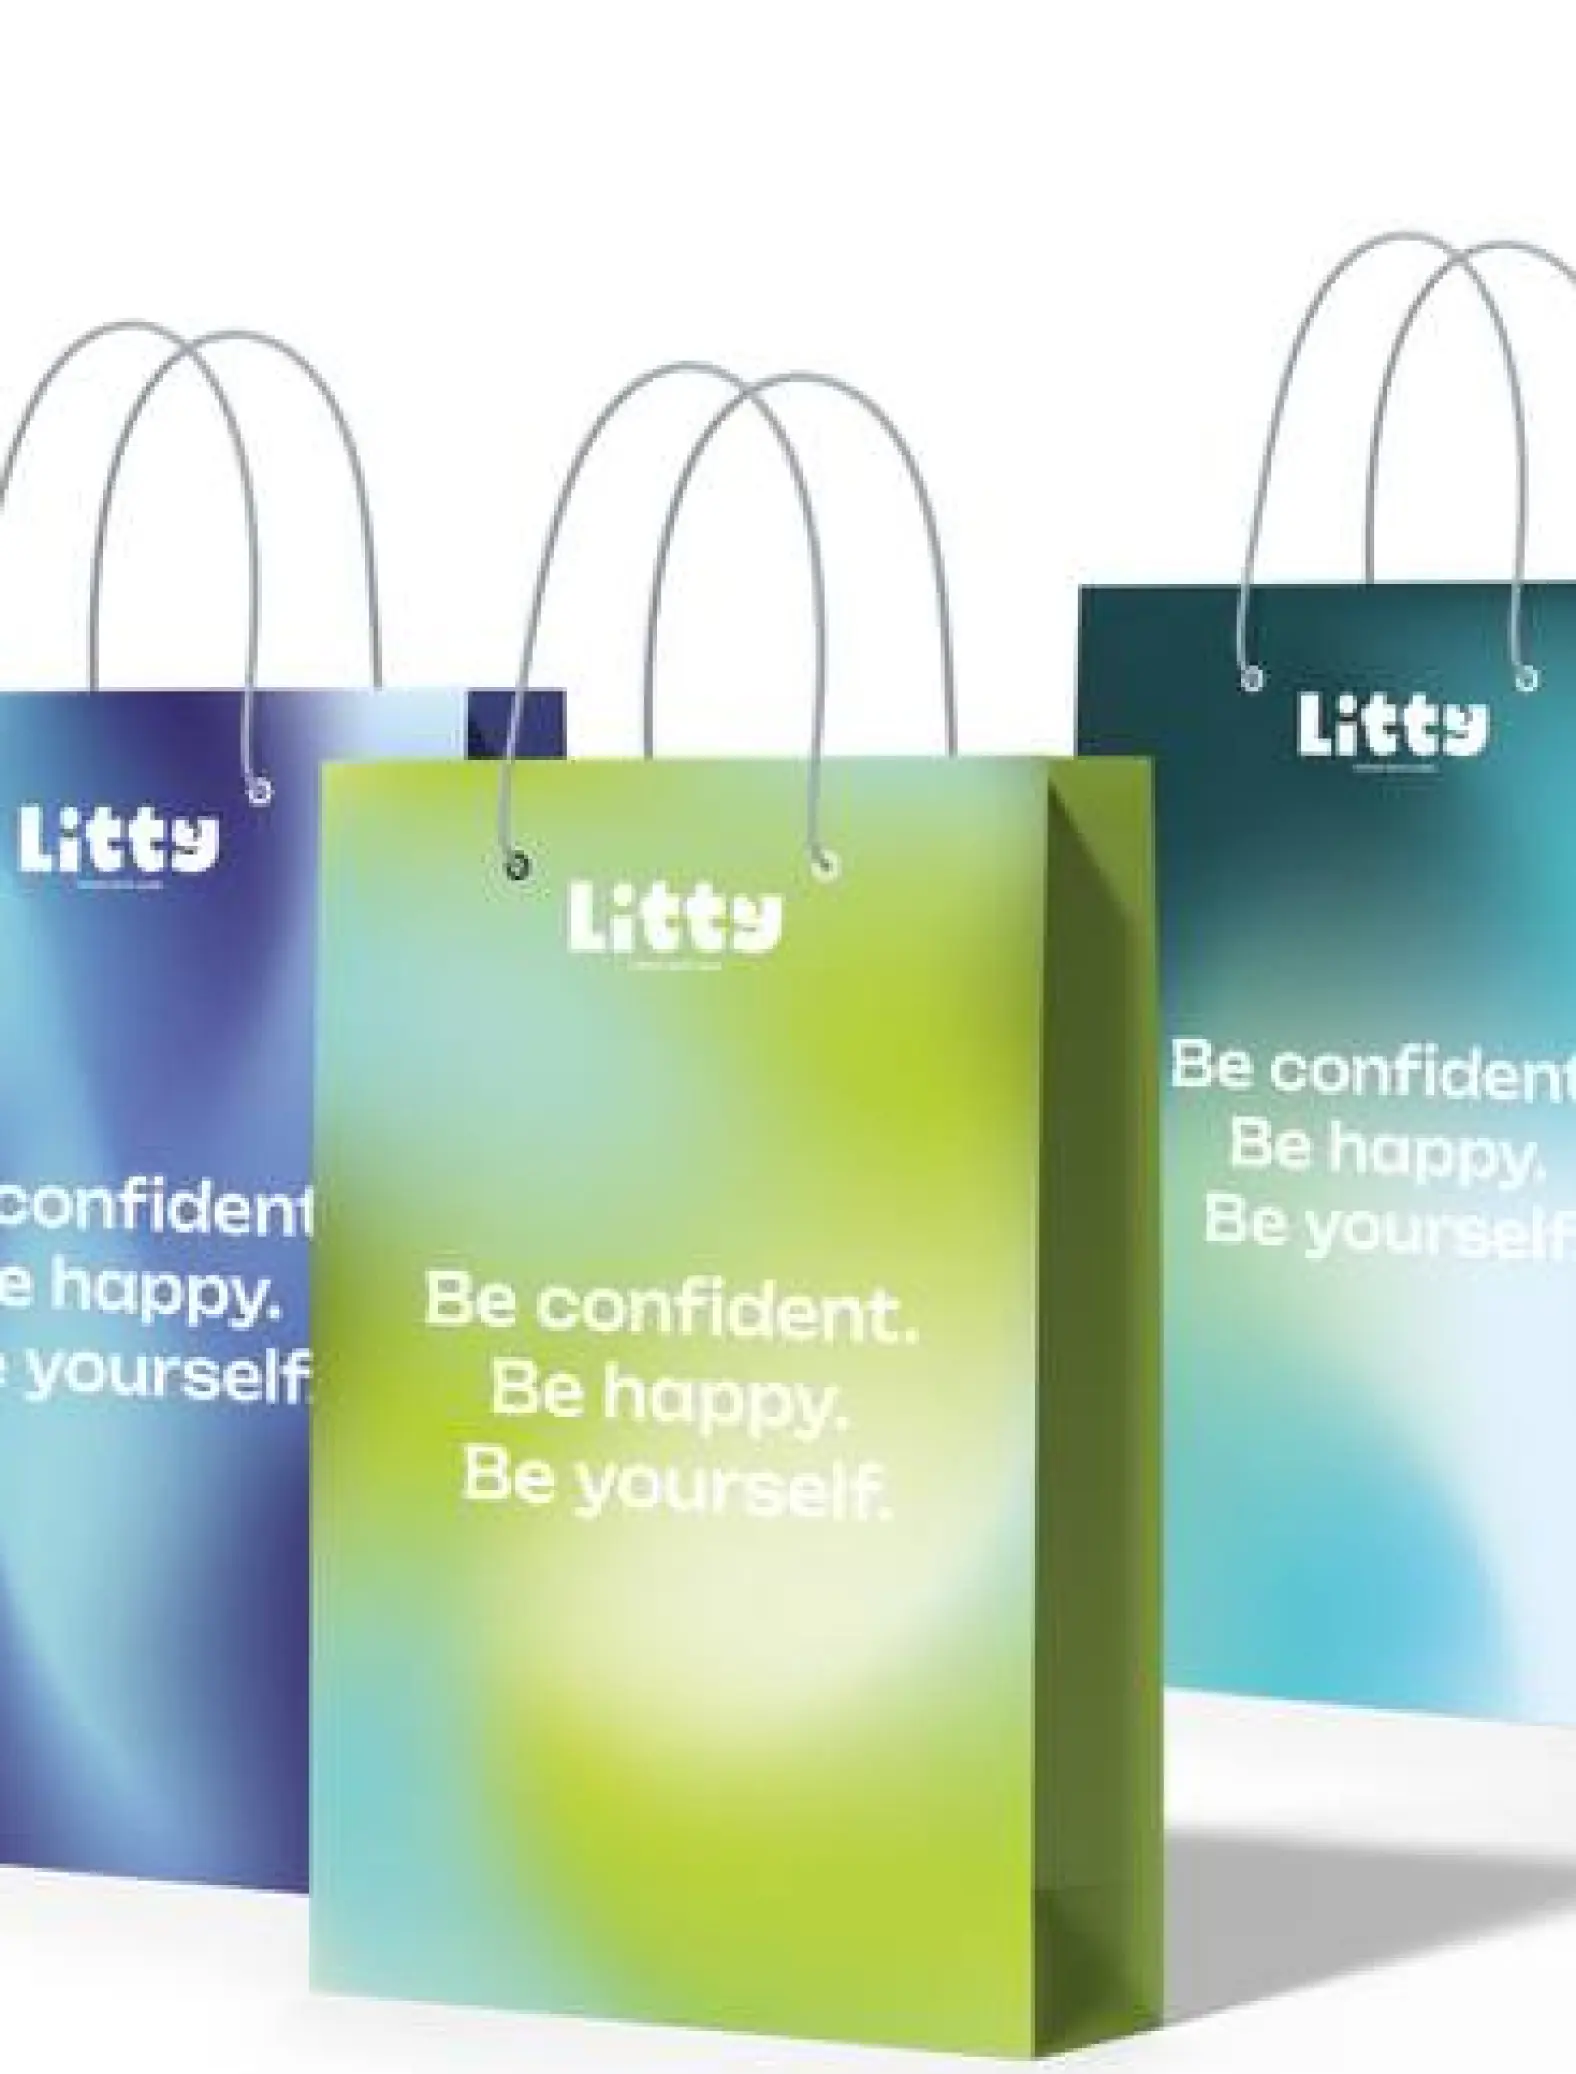 Litty
confident
e happy.
e yourself.
Litty
Be confident.
Be happy.
Be yourself.
Litty
Be confident
Be happy.
Be yourself